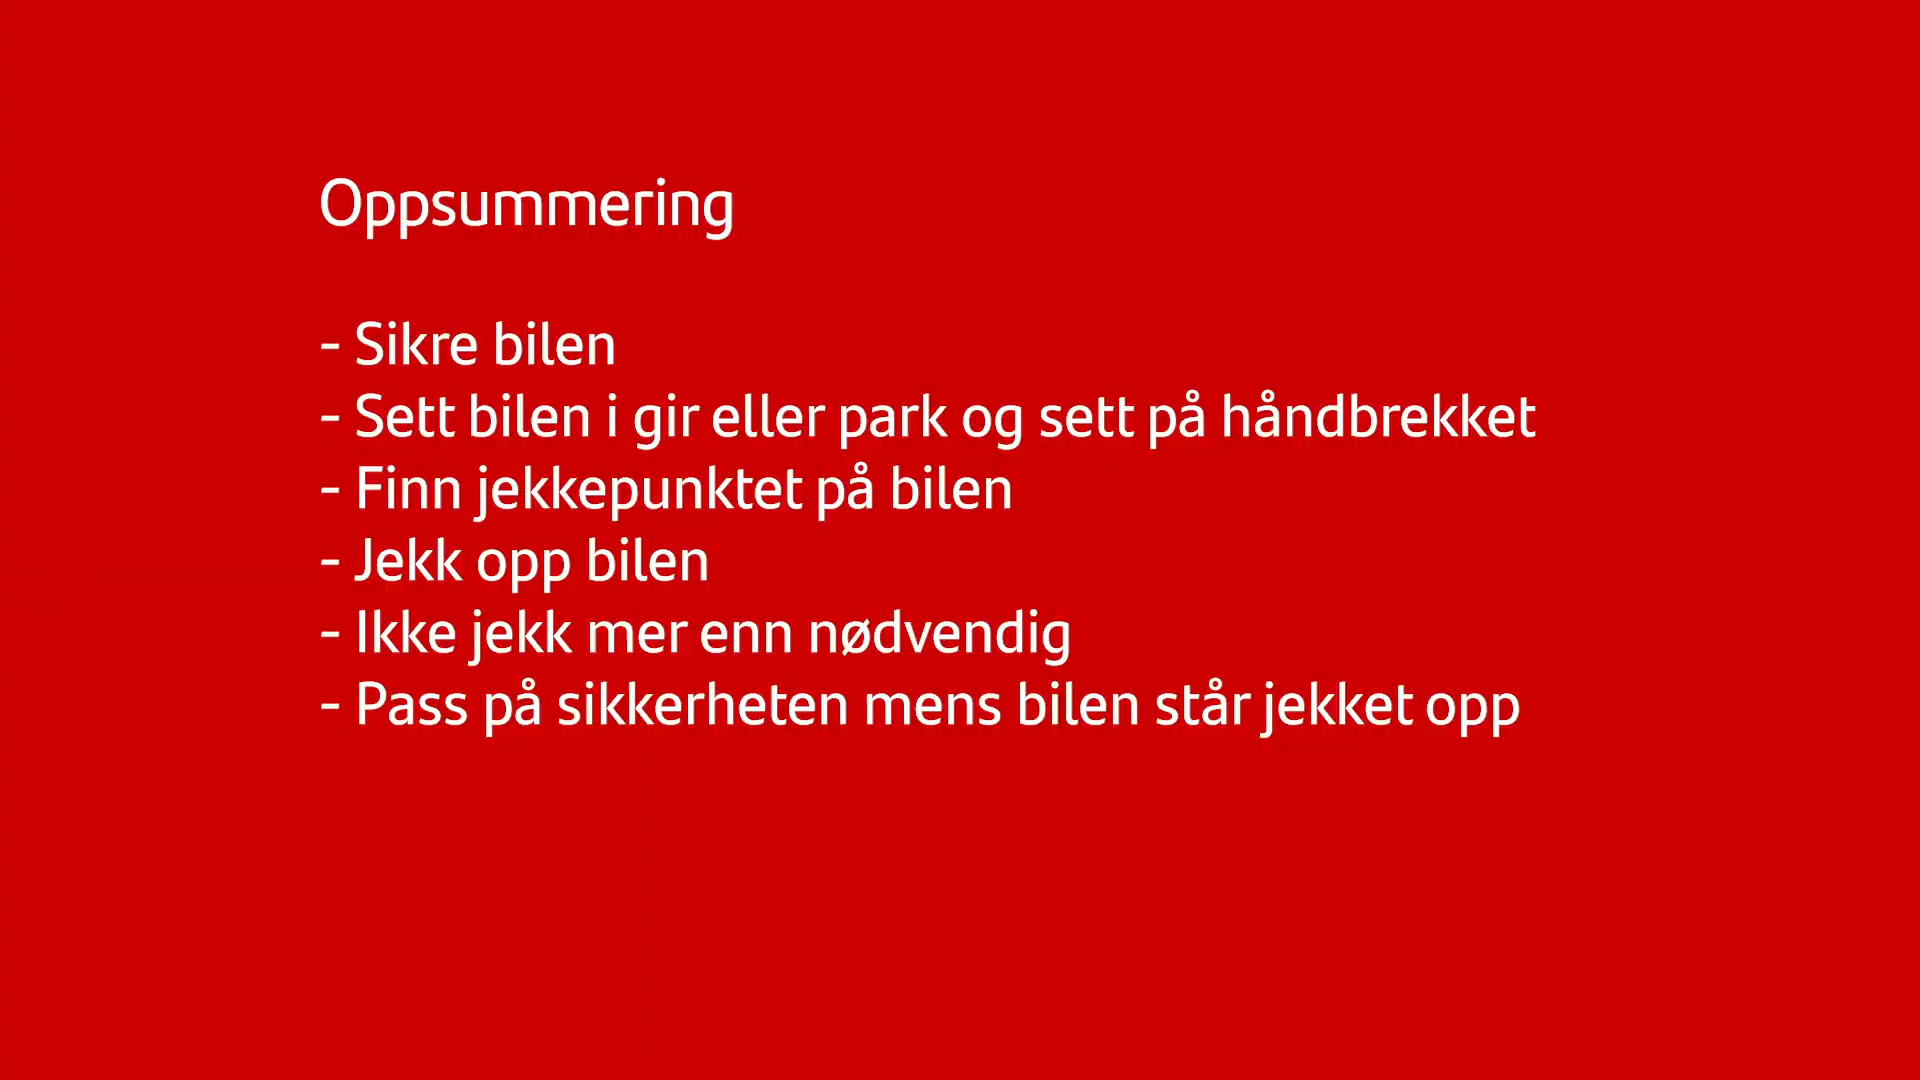 Oppsummering
- Sikre bilen
- Sett bilen i gir eller park og sett på håndbrekket
- Finn jekkepunktet på bilen
- Jekk opp bilen
- Ikke jekk mer enn nødvendig
- Pass på sikkerheten mens bilen står jekket opp